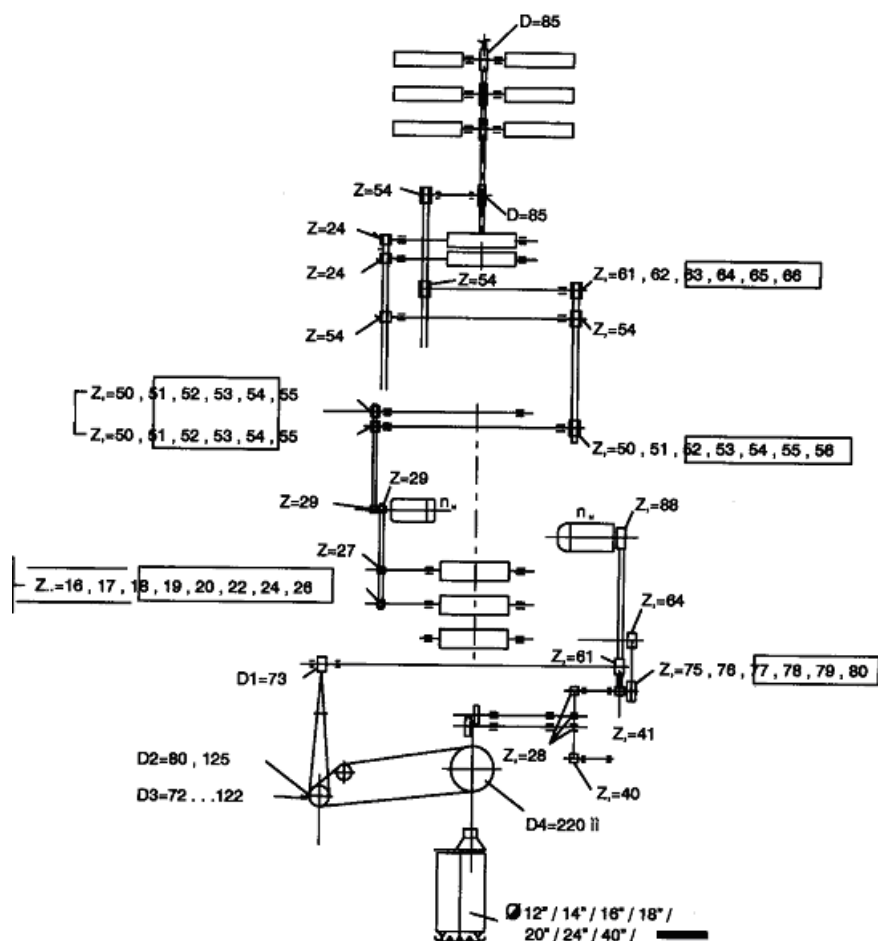 D=85
Z=54
D=85
Z=24
Z=24
Z=54
Z,=61 , 62 , 63 , 64 , 65 , 66
Z=54
Z,=54
Z,=50 , 51 , 52 , 53 , 54 , 55
Z,=50 , 51 , 52 , 53 , 54 , 55
Z,=50 , 51 , 52 , 53 , 54 , 55 , 56
Z=29
Z=29
n
n
Z,=88
Z=27
Z..=16 , 17 , 18 , 19 , 20 , 22 , 24 , 26
Z,=64
Z,=61
Z,=75 , 76 , 77 , 78 , 79 , 80
D1=73
Z,=41
Z,=28
D2=80 , 125
Z,=40
D3=72 . . .122
D4=220 ìì
12" / 14" / 16" / 18" /
20" / 24" / 40" /